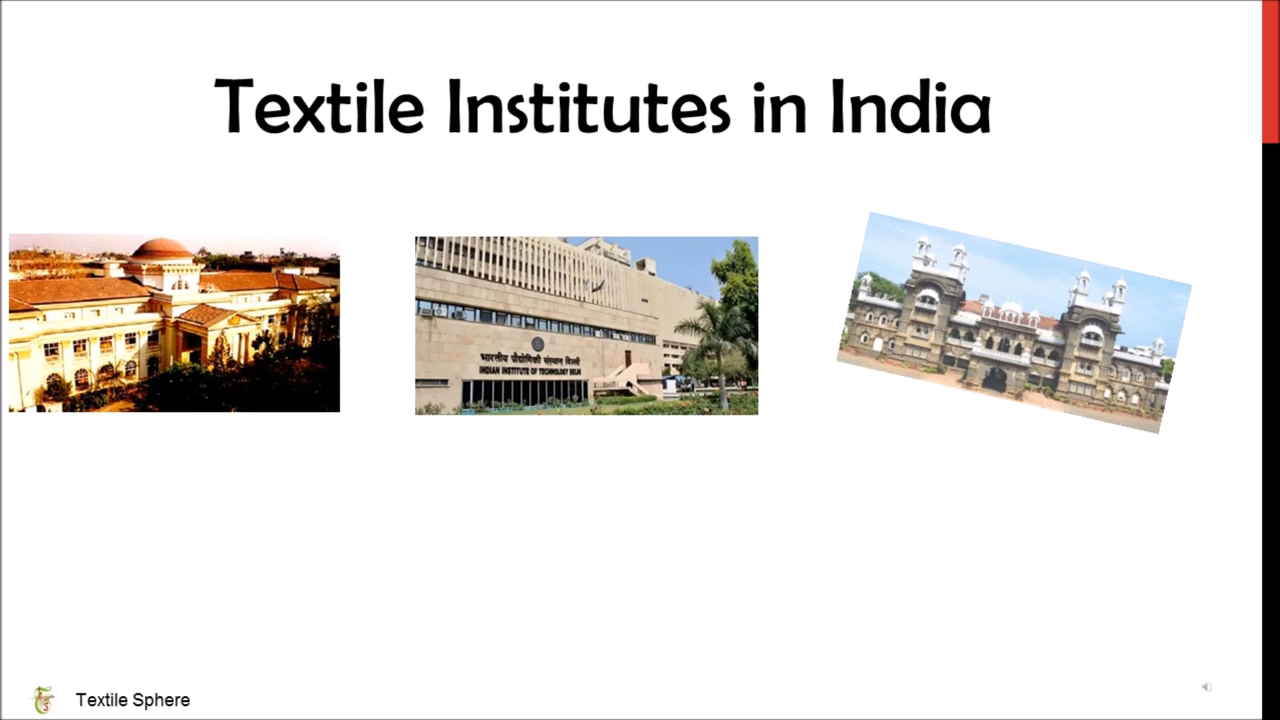 Textile Institutes in India
भारतीय प्रौद्योगिकी संस्थान दिल्ली
INDIAN INSTITUTE OF TECHNOLOGY DELHI
Textile Sphere